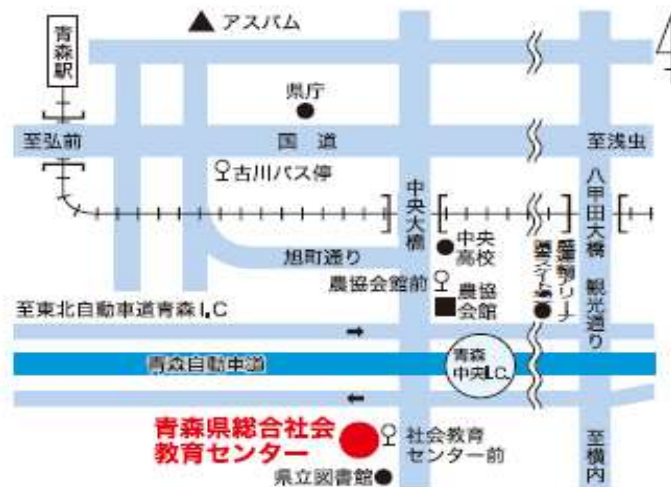 アスパム
青森駅
県庁
至弘前
国道
至浅虫
古川バス停
中央大橋
八甲田大橋
観光通り
旭町通り
中央
高校
農協会館前
農協
会館
至東北自動車道青森I.C
青森自動車道
青森
中央I.C.
青森県総合社会
教育センター
社会教育
センター前
県立図書館
至横内